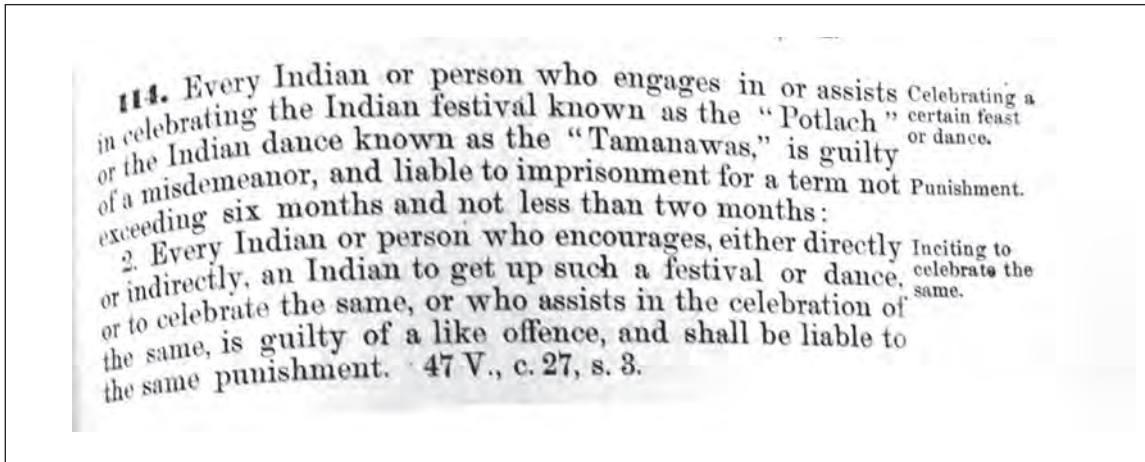 114. Every Indian or person who engages in or assists
in celebrating the Indian festival known as the "Potlach"
or the Indian dance known as the "Tamanawas," is guilty
of a misdemeanor, and liable to imprisonment for a term not
exceeding six months and not less than two months:
2. Every Indian or person who encourages, either directly
or indirectly, an Indian to get up such a festival or dance,
or to celebrate the same, or who assists in the celebration of
the same, is guilty of a like offence, and shall be liable to
the same punishment. 47 V., c. 27, s. 3.
Celebrating a
certain feast
or dance.
Punishment.
Inciting to
celebrate the
same.